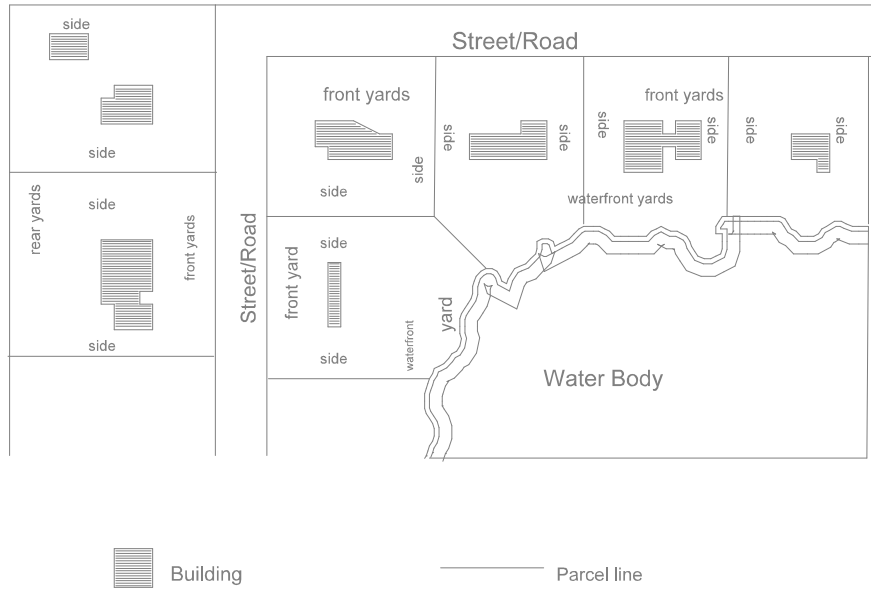 side
Street/Road
front yards
front yards
side
side
side
side
side
side
side
side
side
side
waterfront yards
side
rear yards
front yards
Street/Road
front yard
side
yard
waterfront
side
side
Water Body
Building
Parcel line